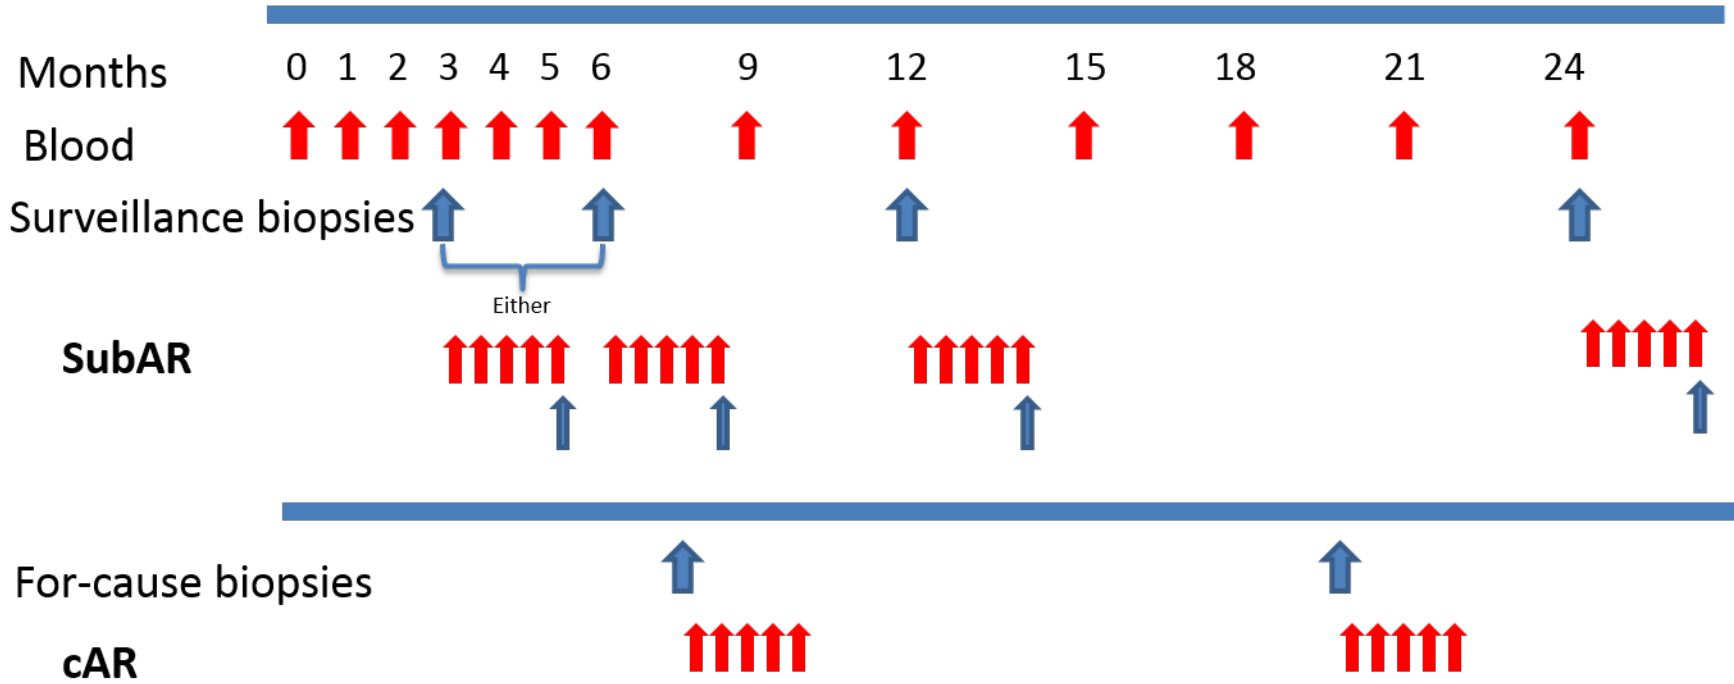 Months 0 1 2 3 4 5 6 9 12 15 18 21 24
Blood
Surveillance biopsies
Either
SubAR
For-cause biopsies
cAR